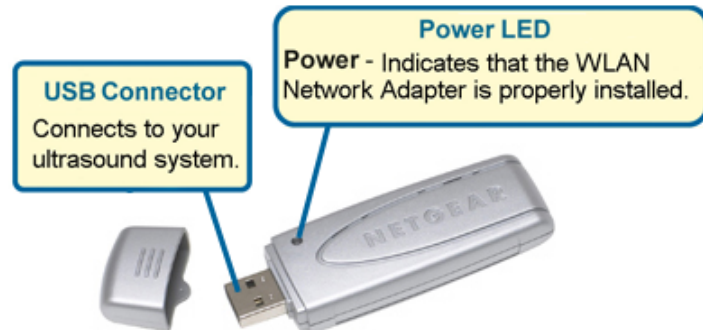 Power LED
Power - Indicates that the WLAN
Network Adapter is properly installed.
USB Connector
Connects to your
ultrasound system.
NETGEAR